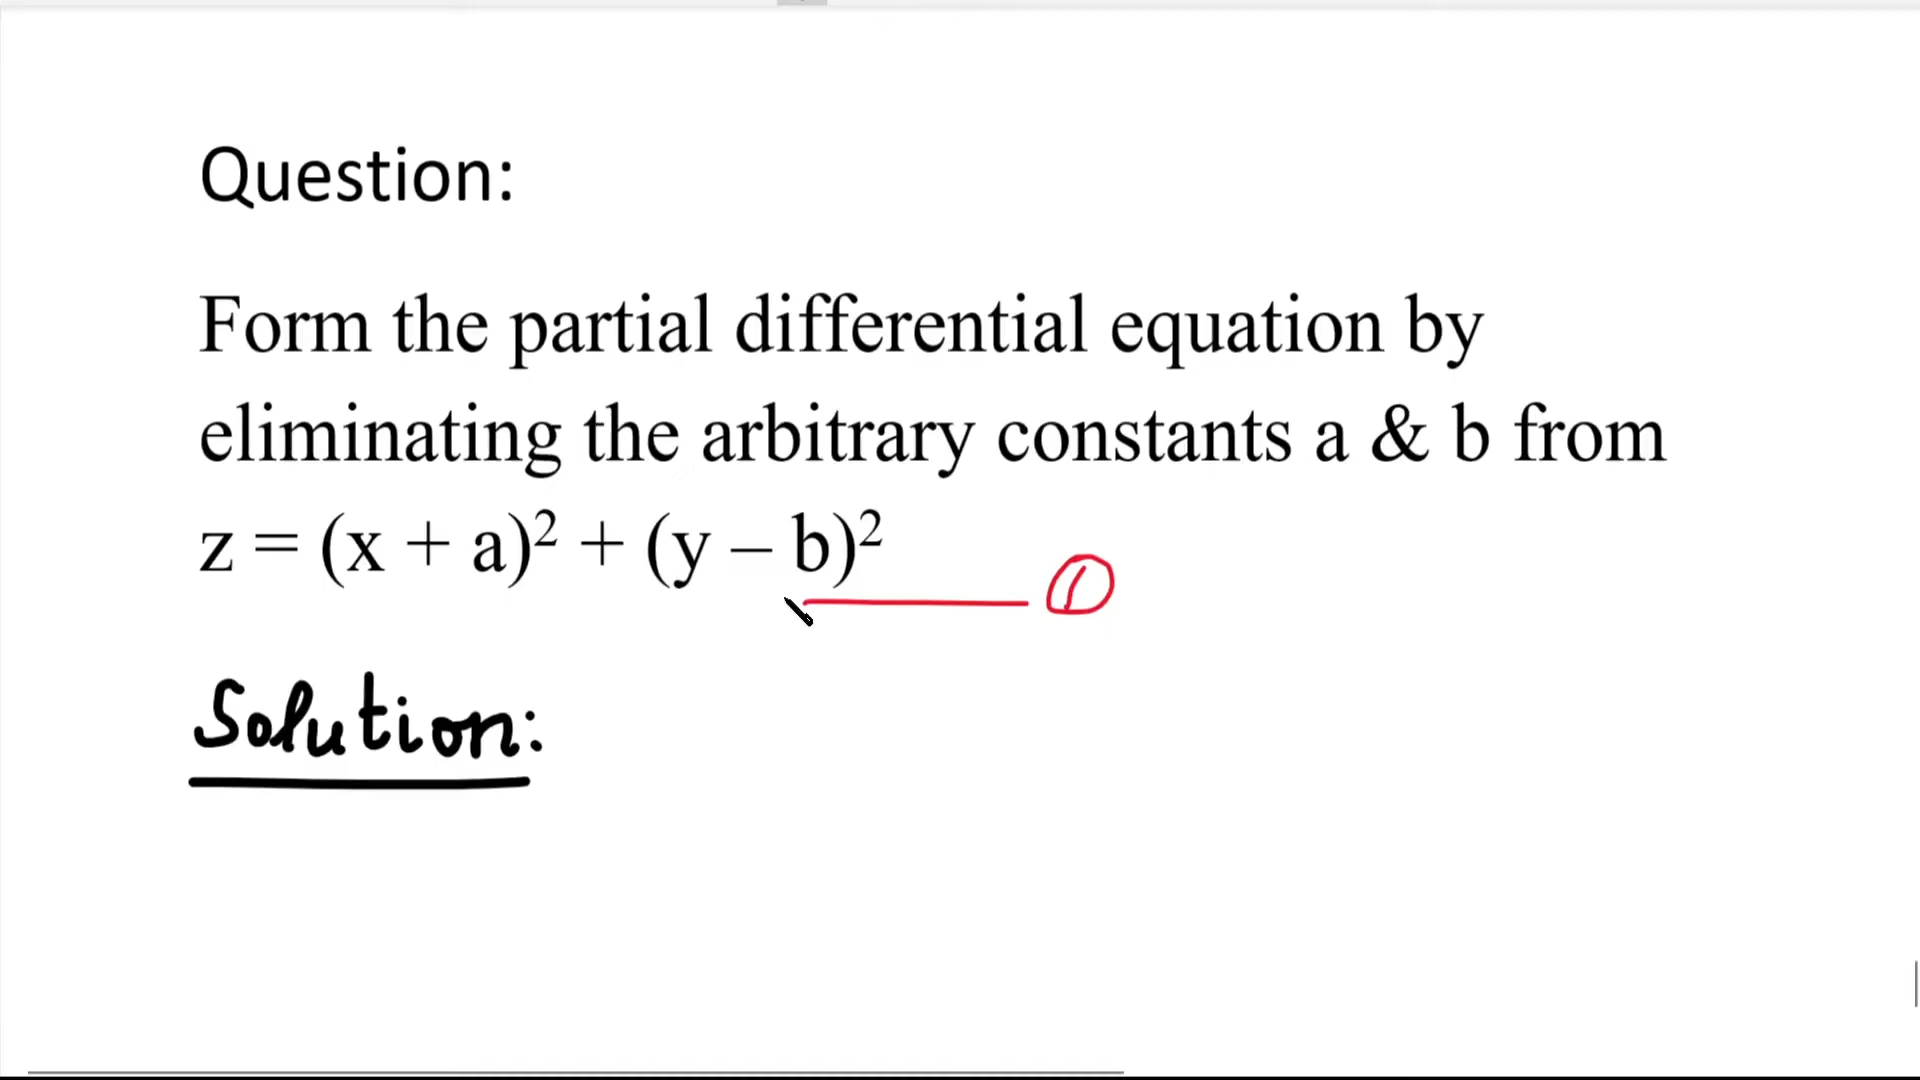 Question:
Form the partial differential equation by
eliminating the arbitrary constants a & b from
z = (x + a)² + (y – b)²
①
Solution: